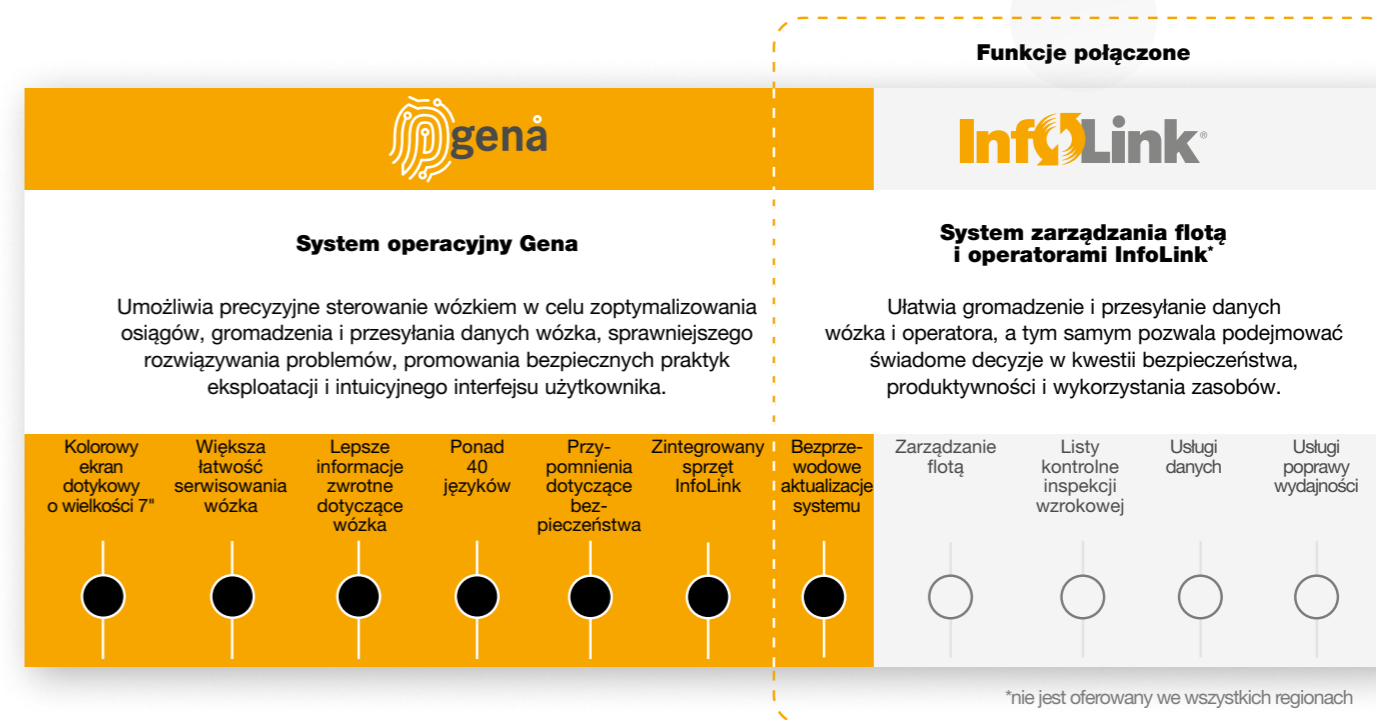 Funkcje połączone
genå
InfoLink®
System operacyjny Gena
Umożliwia precyzyjne sterowanie wózkiem w celu zoptymalizowania
osiągów, gromadzenia i przesyłania danych wózka, sprawniejszego
rozwiązywania problemów, promowania bezpiecznych praktyk
eksploatacji i intuicyjnego interfejsu użytkownika.
System zarządzania flotą
i operatorami InfoLink*
Ułatwia gromadzenie i przesyłanie danych
wózka i operatora, a tym samym pozwala podejmować
świadome decyzje w kwestii bezpieczeństwa,
produktywności i wykorzystania zasobów.
Kolorowy
ekran
dotykowy
o wielkości 7"
Większa
łatwość
serwisowania
wózka
Lepsze
informacje
zwrotne
dotyczące
wózka
Ponad
40
języków
Przy-
pomnienia
dotyczące
bez-
pieczeństwa
Zintegrowany
sprzęt
InfoLink
Bezprze-
wodowe
aktualizacje
systemu
Zarządzanie
flotą
Listy
kontrolne
inspekcji
wzrokowej
Usługi
danych
Usługi
poprawy
wydajności
*nie jest oferowany we wszystkich regionach